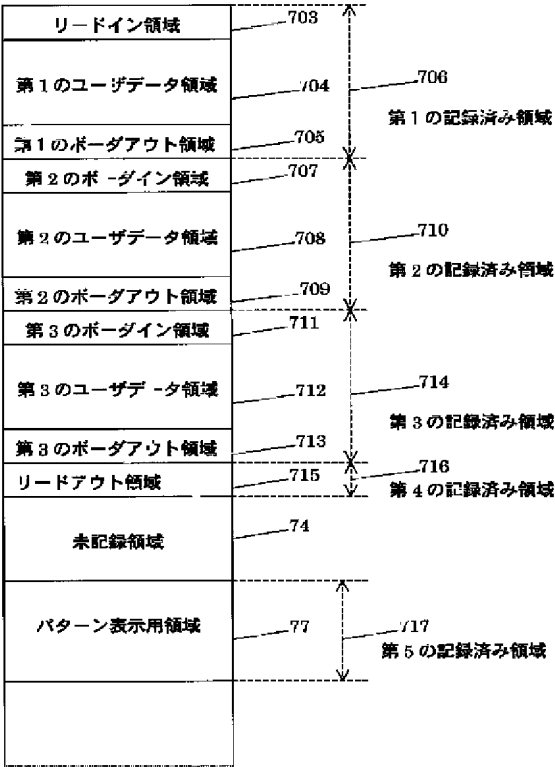 リードイン領域 703
第1のユーザデータ領域 704 706
第1の記録済み領域
第1のボーダアウト領域 705
第2のボーダイン領域 707
第2のユーザデータ領域 708 710
第2の記録済み領域
第2のボーダアウト領域 709
第3のボーダイン領域 711
第3のユーザデータ領域 712 714
第3の記録済み領域
第3のボーダアウト領域 713
リードアウト領域 715 716
第4の記録済み領域
未記録領域 74
パターン表示用領域 77 717
第5の記録済み領域